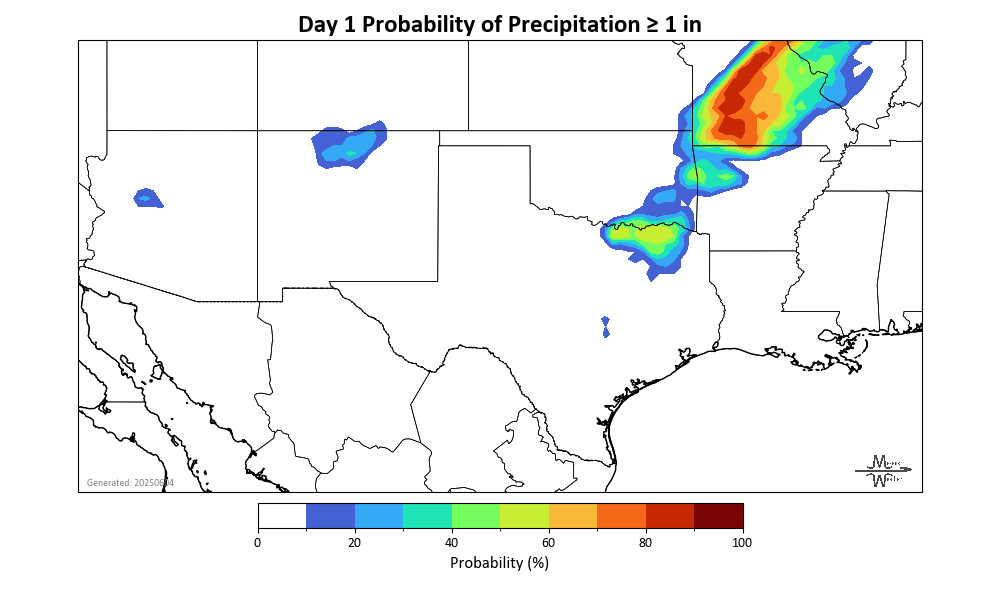 Day 1 Probability of Precipitation ≥ 1 in
Generated: 20250604
0 20 40 60 80 100
Probability (%)